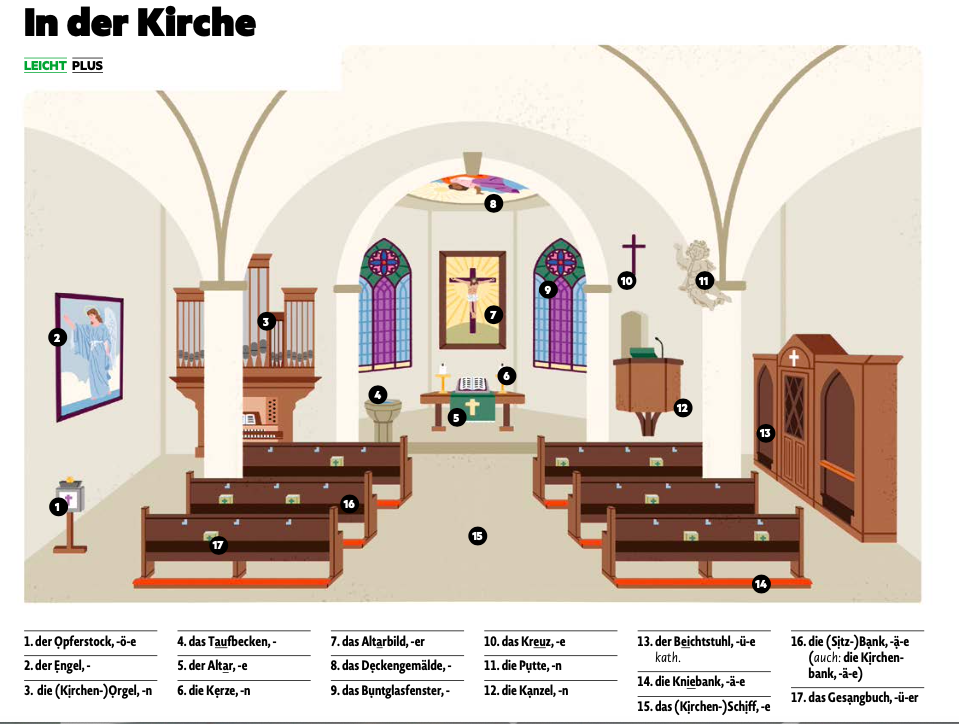 In der Kirche
LEICHT PLUS
8
9
10
11
2
3
7
4
6
5
12
13
1
16
17
15
14
1. der Opferstock, -ö-e
2. der Engel, -
3. die (Kirchen-)Orgel, -n
4. das Taufbecken, -
5. der Altar, -e
6. die Kerze, -n
7. das Altarbild, -er
8. das Deckengemälde, -
9. das Buntglasfenster, -
10. das Kreuz, -e
11. die Putte, -n
12. die Kanzel, -n
13. der Beichtstuhl, -ü-e
kath.
14. die Kniebank, -ä-e
15. das (Kirchen-)Schiff, -e
16. die (Sitz-)Bank, -ä-e
(auch: die Kirchen-
bank, -ä-e)
17. das Gesangbuch, -ü-er